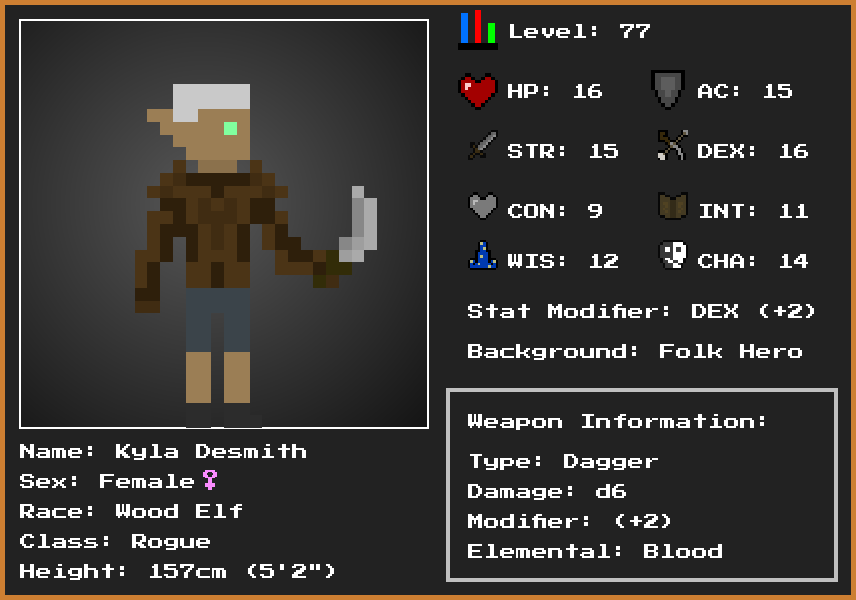 Level: 77
HP: 16 AC: 15
STR: 15 DEX: 16
CON: 9 INT: 11
WIS: 12 CHA: 14
Stat Modifier: DEX (+2)
Background: Folk Hero
Weapon Information:
Type: Dagger
Damage: d6
Modifier: (+2)
Elemental: Blood
Name: Kyla Desmith
Sex: Female♀
Race: Wood Elf
Class: Rogue
Height: 157cm (5'2")